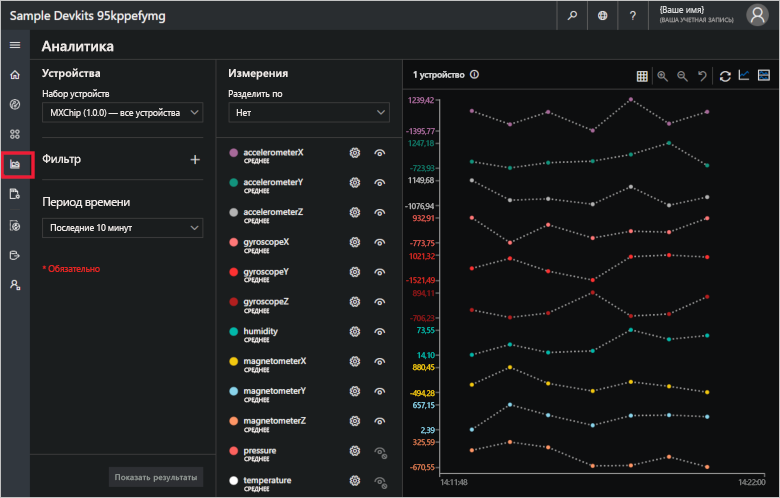 Sample Devkits 95kppefymg
?
{Ваше имя}
{ВАША УЧЕТНАЯ ЗАПИСЬ}
Аналитика
Устройства
Набор устройств
MXChip (1.0.0) — все устройства
Фильтр
+
Период времени
Последние 10 минут
* Обязательно
Показать результаты
Измерения
Разделить по
Нет
accelerometerX
СРЕДНЕЕ
accelerometerY
СРЕДНЕЕ
accelerometerZ
СРЕДНЕЕ
gyroscopeX
СРЕДНЕЕ
gyroscopeY
СРЕДНЕЕ
gyroscopeZ
СРЕДНЕЕ
humidity
СРЕДНЕЕ
magnetometerX
СРЕДНЕЕ
magnetometerY
СРЕДНЕЕ
magnetometerZ
СРЕДНЕЕ
pressure
СРЕДНЕЕ
temperature
СРЕДНЕЕ
1 устройство
1239,42
-1395,77
1247,18
-723,93
1149,68
-1076,94
932,91
-773,75
1021,32
-1521,49
894,11
-706,23
73,55
14,10
880,45
-494,28
657,15
2,39
325,59
-670,55
14:11:48
14:22:00